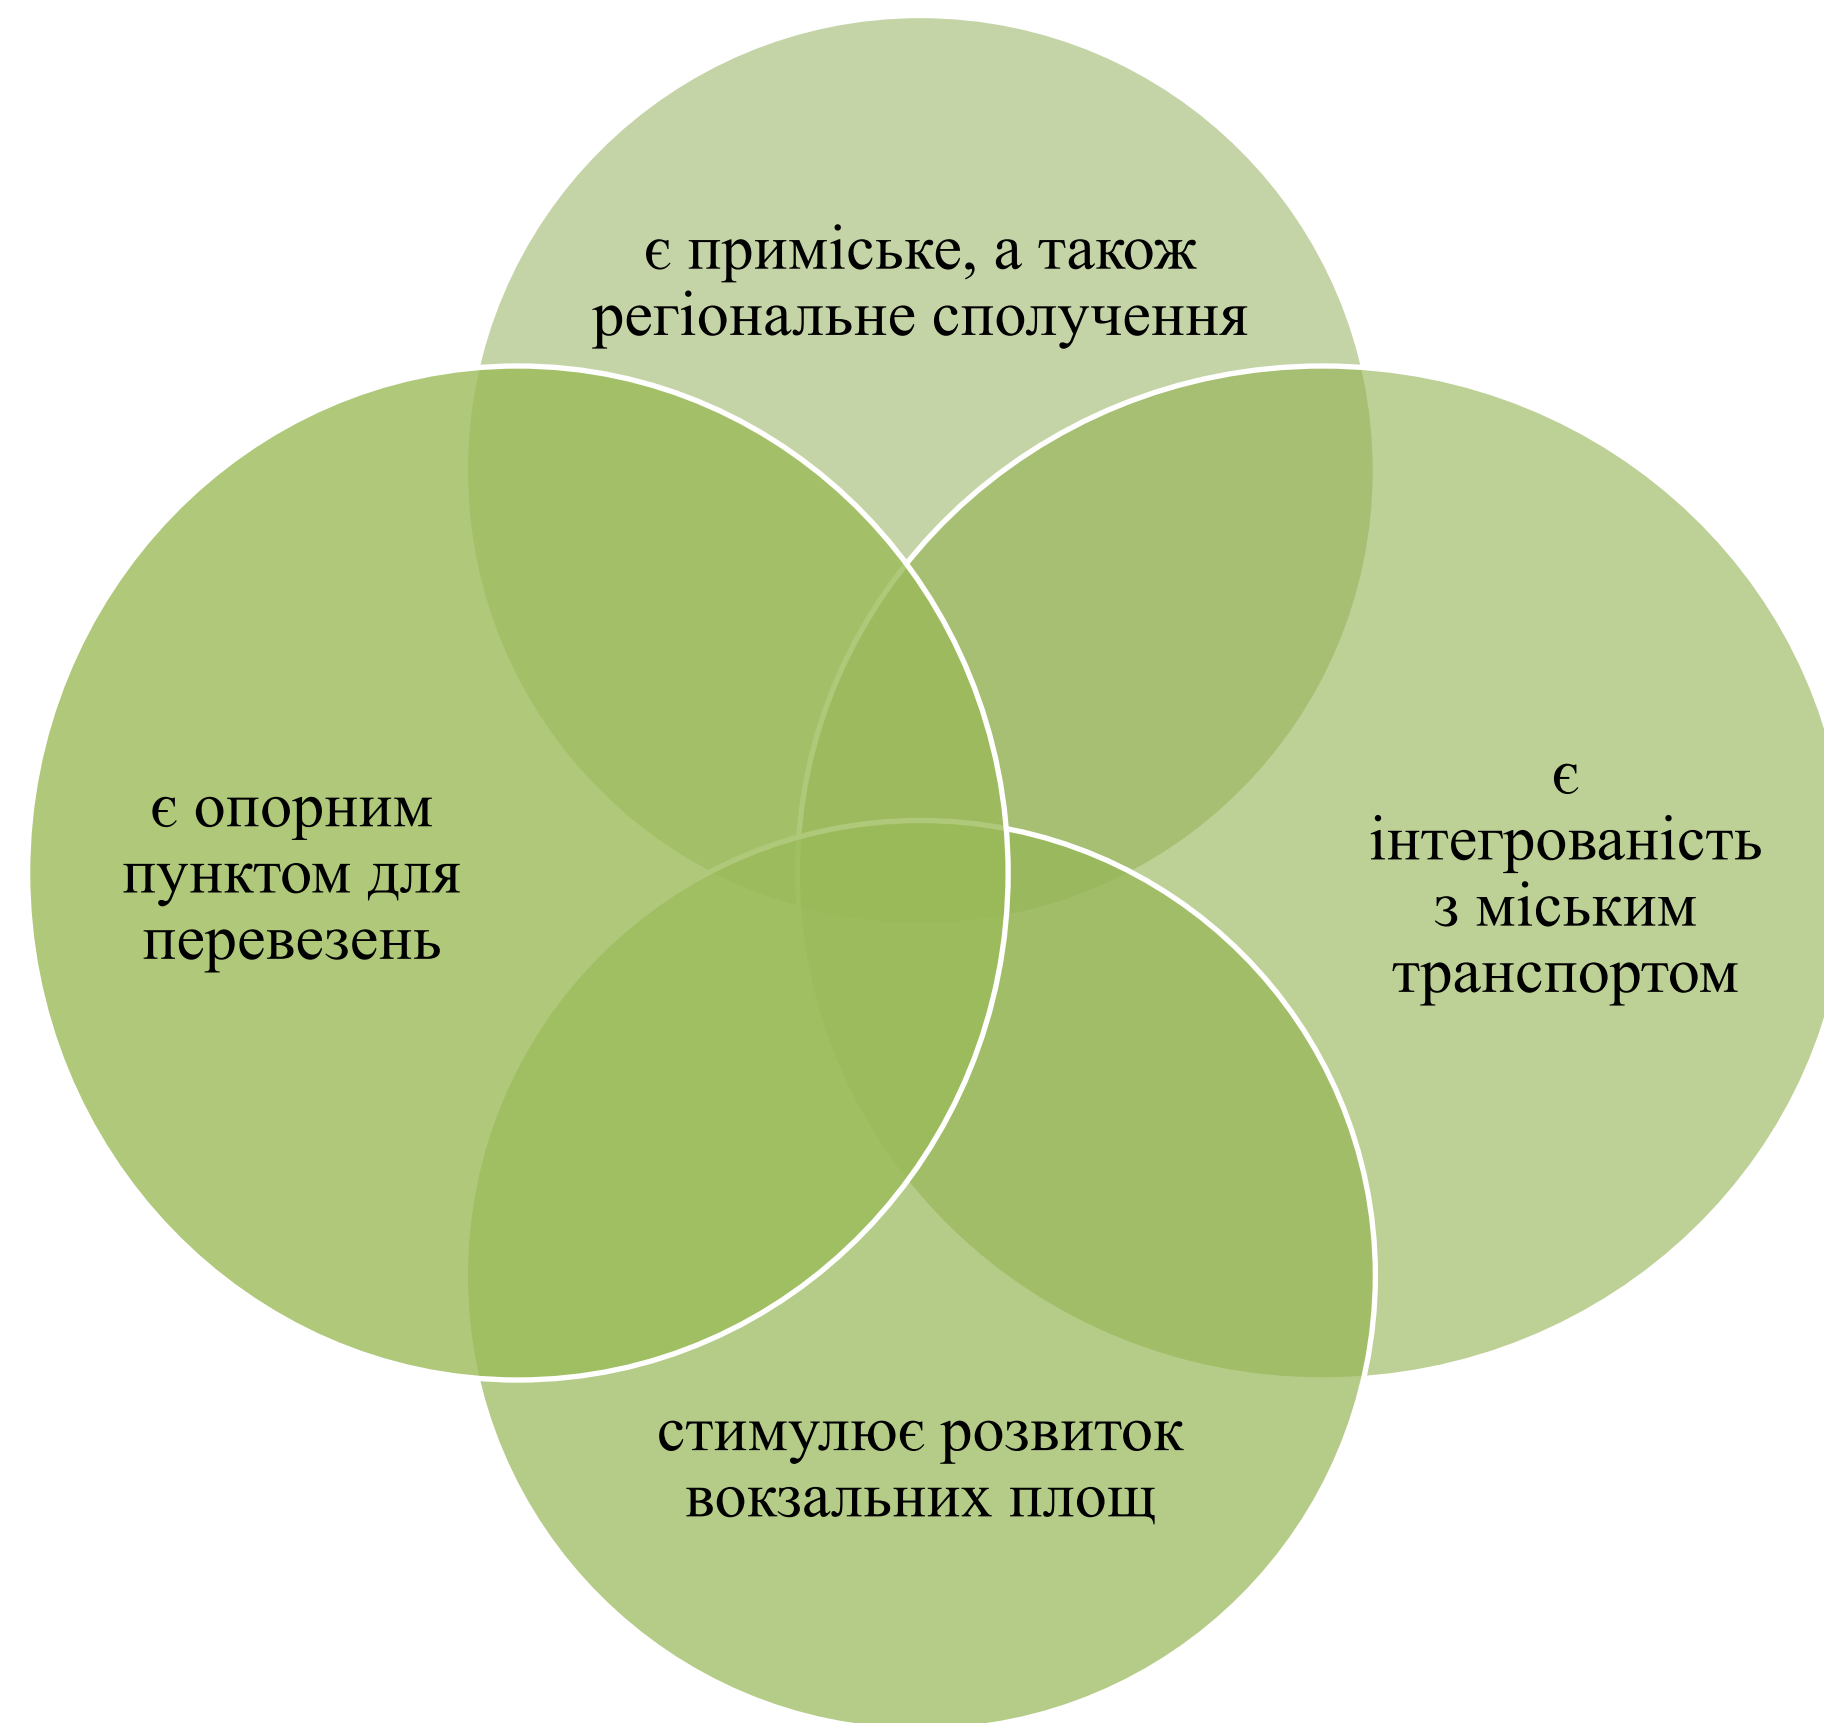 є приміське, а також
регіональне сполучення
є
інтегрованість
з міським
транспортом
стимулює розвиток
вокзальних площ
є опорним
пунктом для
перевезень